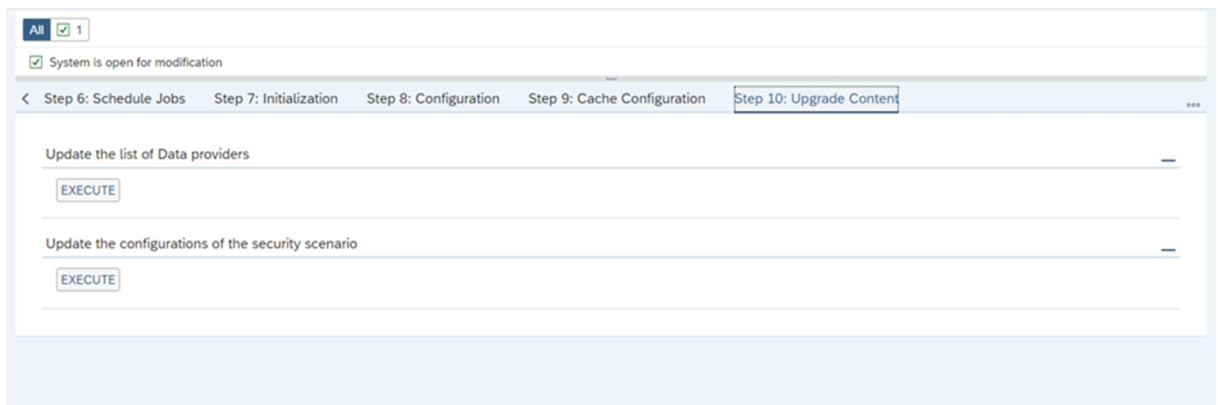 All 1
System is open for modification
Step 6: Schedule Jobs Step 7: Initialization Step 8: Configuration Step 9: Cache Configuration Step 10: Upgrade Content
Update the list of Data providers
EXECUTE
Update the configurations of the security scenario
EXECUTE